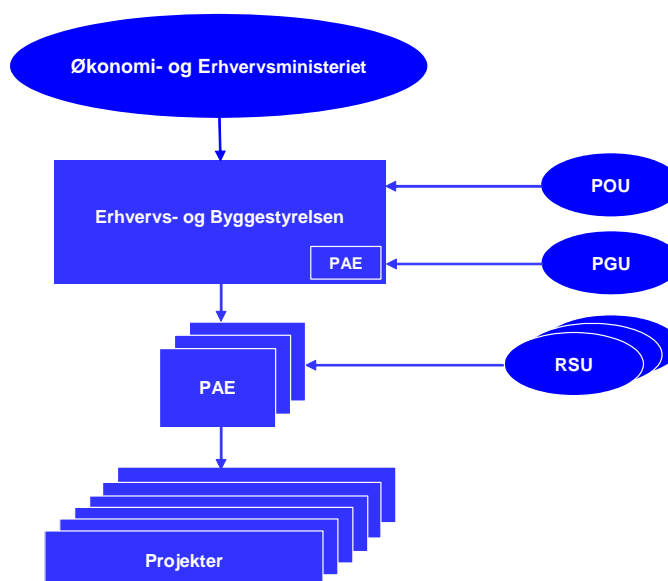 Økonomi- og Erhvervsministeriet
POU
Erhvervs- og Byggestyrelsen
PAE
PGU
PAE
RSU
Projekter